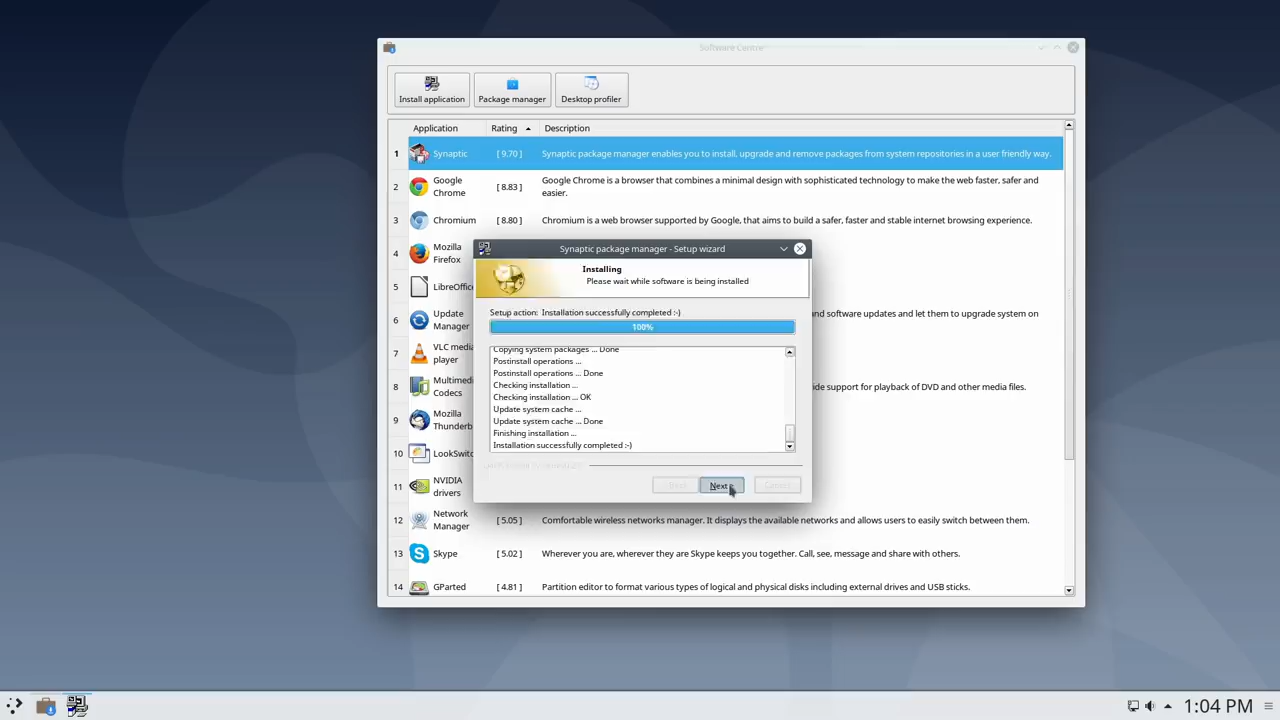 Software Centre
Install application
Package manager
Desktop profiler
Application Rating Description
1 Synaptic [ 9.70 ] Synaptic package manager enables you to install, upgrade and remove packages from system repositories in a user friendly way.
2 Google Chrome [ 8.83 ] Google Chrome is a browser that combines a minimal design with sophisticated technology to make the web faster, safer and
easier.
3 Chromium [ 8.80 ] Chromium is a web browser supported by Google, that aims to build a safer, faster and stable internet browsing experience.
4 Mozilla
Firefox
5 LibreOffic
6 Update
Manager
and software updates and let them to upgrade system on
7 VLC media
player
8 Multimed
Codecs
ide support for playback of DVD and other media files.
9 Mozilla
Thunderb
10 LookSwit
11 NVIDIA
drivers
12 Network
Manager
[ 5.05 ] Comfortable wireless networks manager. It displays the available networks and allows users to easily switch between them.
13 Skype [ 5.02 ] Wherever you are, wherever they are Skype keeps you together. Call, see, message and share with others.
14 GParted [ 4.81 ] Partition editor to format various types of logical and physical disks including external drives and USB sticks.
Synaptic package manager - Setup wizard
Installing
Please wait while software is being installed
Setup action: Installation successfully completed :-)
100%
Copying system packages ... Done
Postinstall operations ...
Postinstall operations ... Done
Checking installation ...
Checking installation ... OK
Update system cache ...
Update system cache ... Done
Finishing installation ...
Installation successfully completed :-)
Next
Cancel
1:04 PM